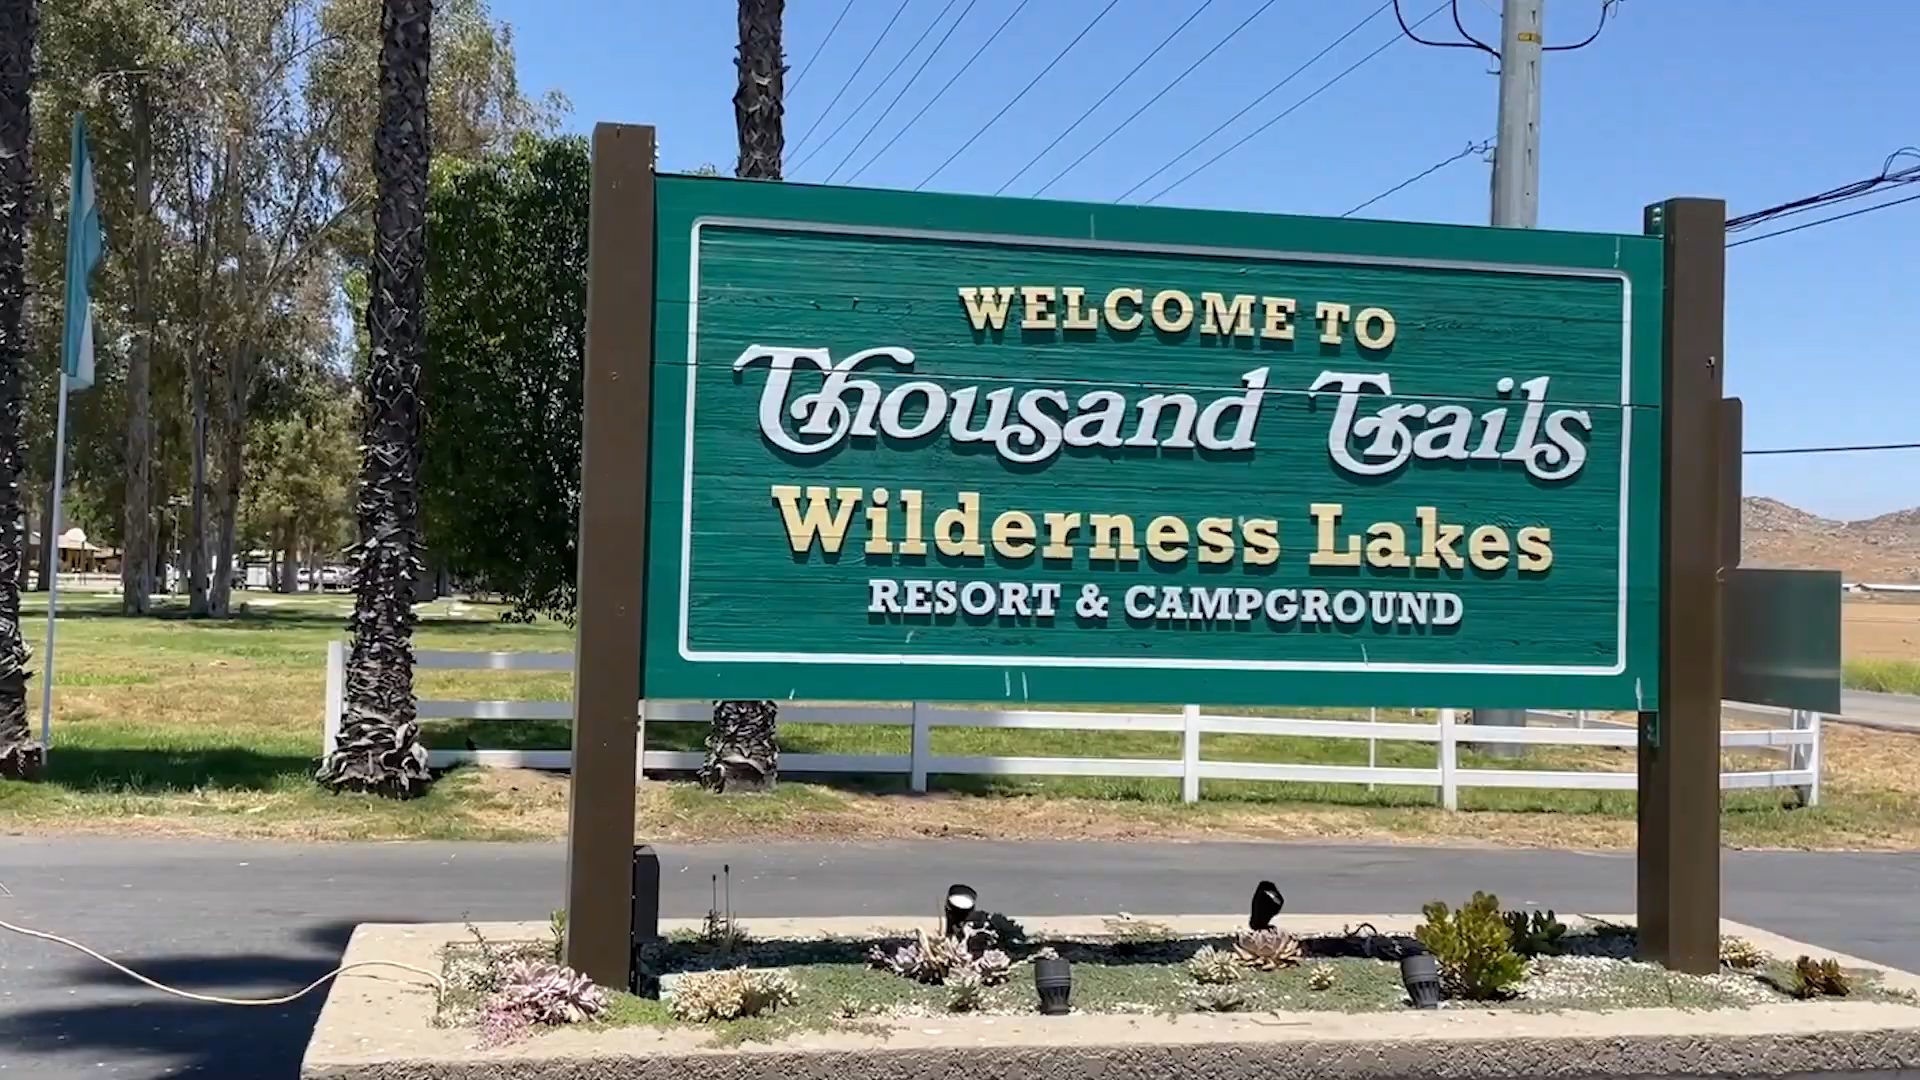 WELCOME TO
Thousand Trails
Wilderness Lakes
RESORT & CAMPGROUND